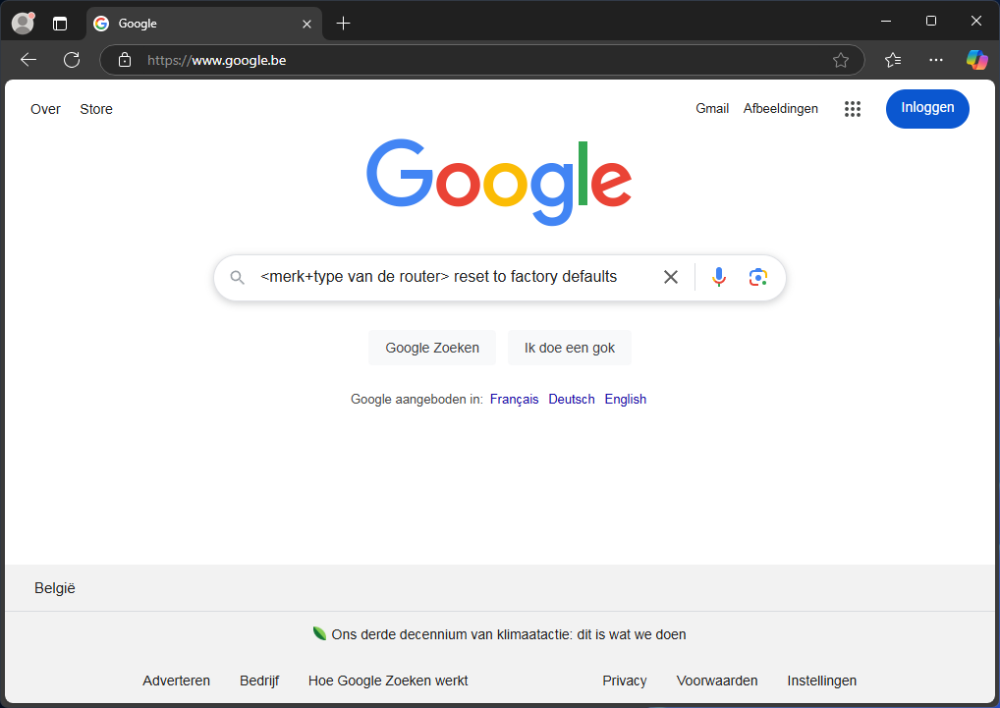 Google
https://www.google.be
Over Store Gmail Afbeeldingen Inloggen
Google
<merk+type van de router> reset to factory defaults
Google Zoeken Ik doe een gok
Google aangeboden in: Français Deutsch English
België
Ons derde decennium van klimaatactie: dit is wat we doen
Adverteren Bedrijf Hoe Google Zoeken werkt Privacy Voorwaarden Instellingen